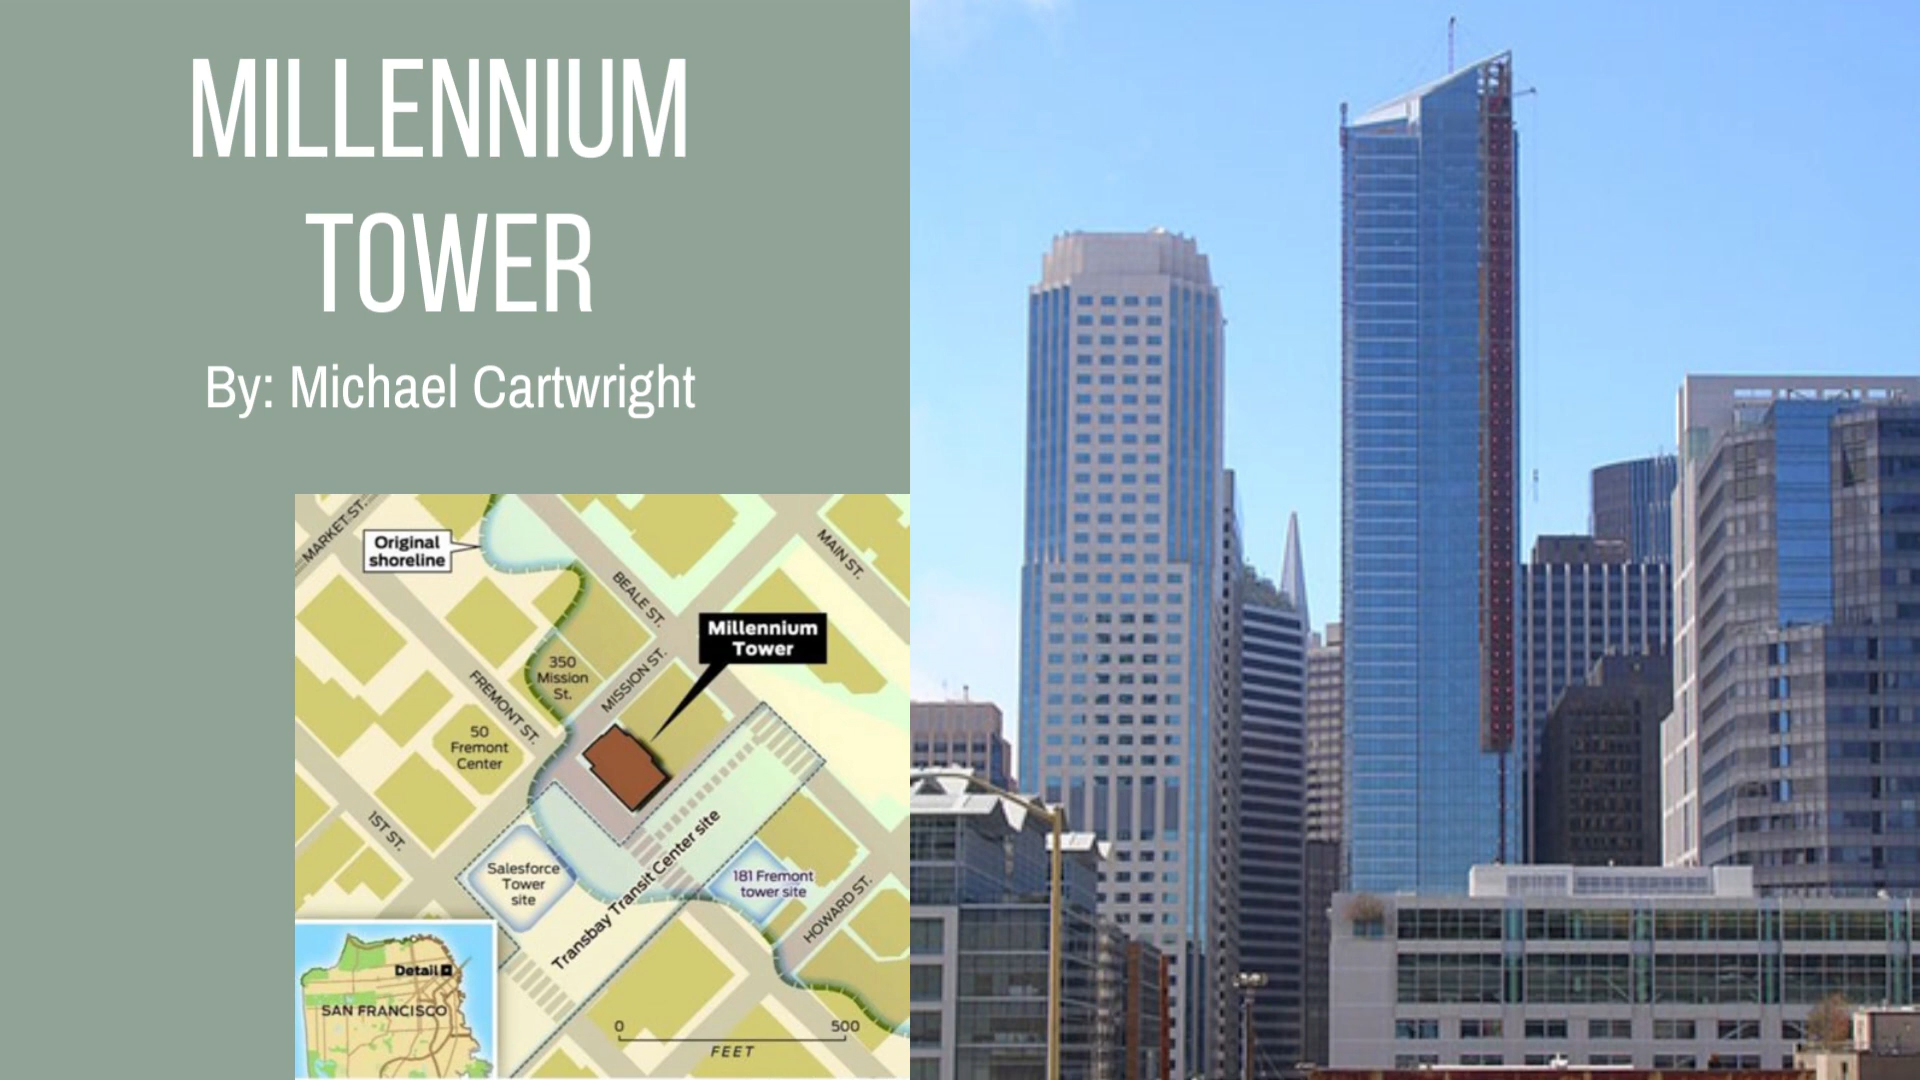 MILLENNIUM
TOWER
By: Michael Cartwright
MARKET ST.
Original
shoreline
MAIN ST.
BEALE ST.
Millennium
Tower
350
Mission
St.
MISSION ST.
FREMONT ST.
50
Fremont
Center
1ST ST.
Salesforce
Tower
site
Transbay Transit Center site
181 Fremont
tower site
HOWARD ST.
Detail
SAN FRANCISCO
0 500
FEET